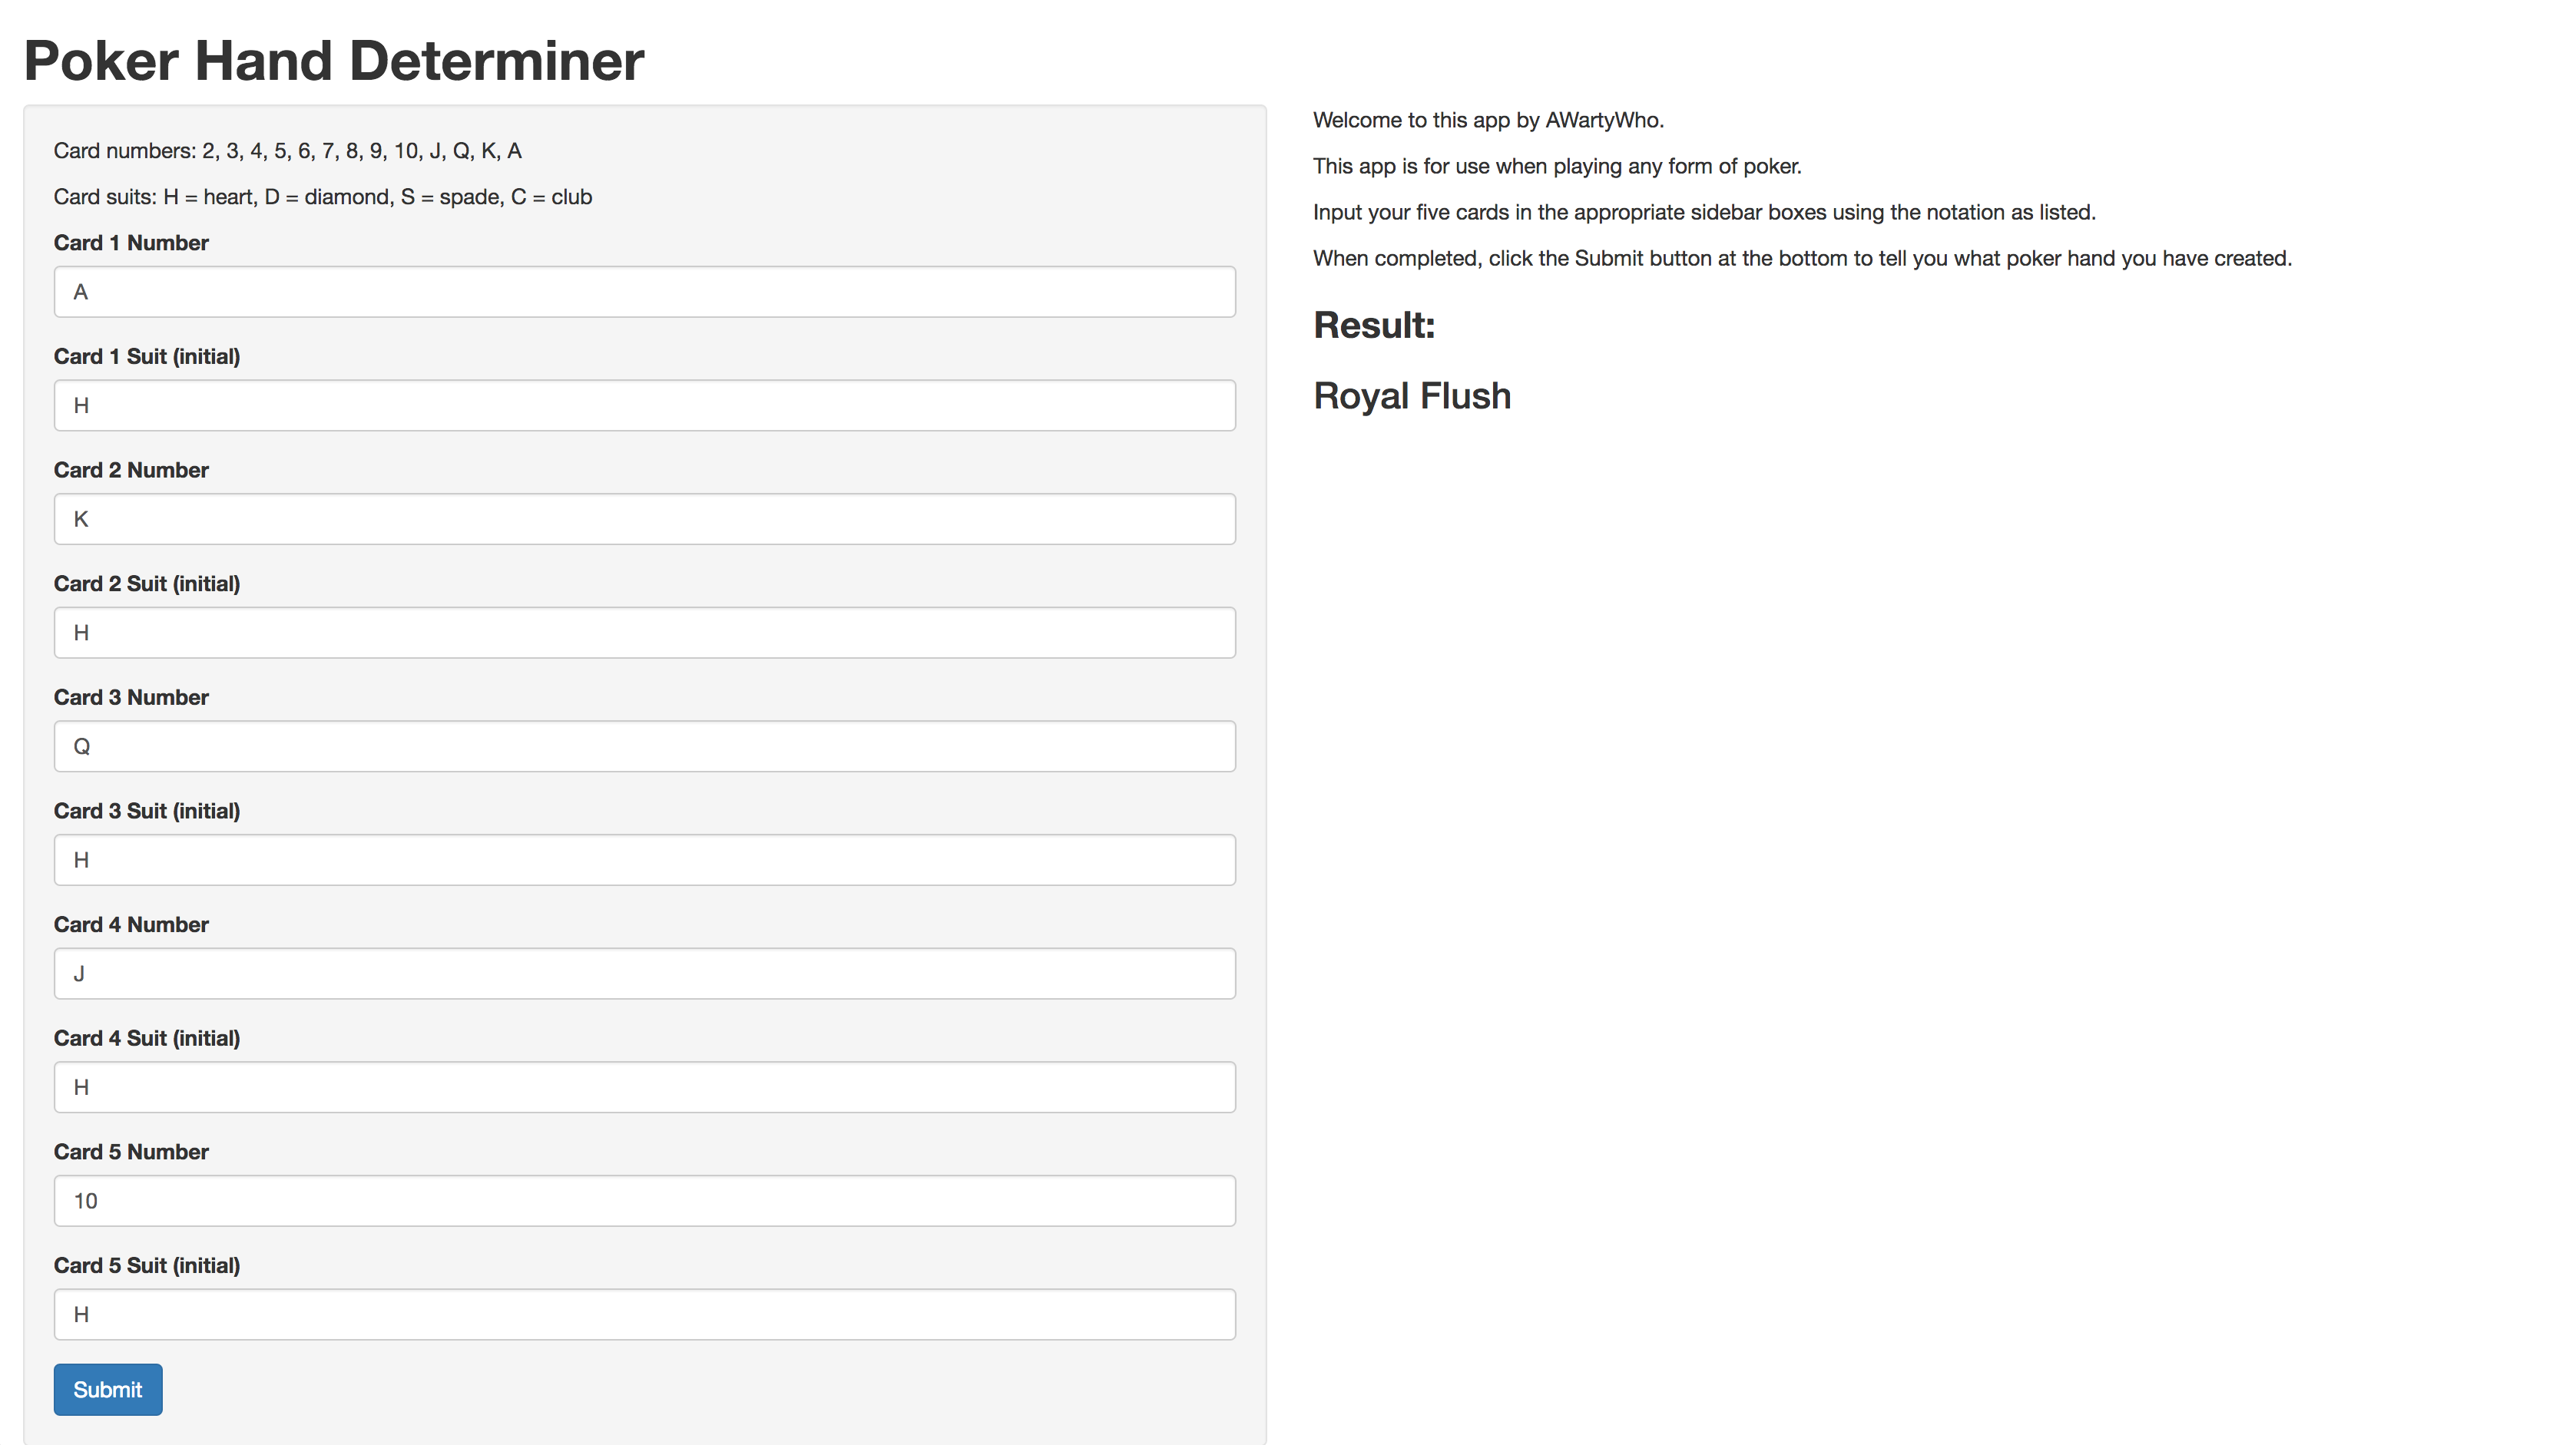 Poker Hand Determiner
Card numbers: 2, 3, 4, 5, 6, 7, 8, 9, 10, J, Q, K, A
Card suits: H = heart, D = diamond, S = spade, C = club
Card 1 Number
A
Card 1 Suit (initial)
H
Card 2 Number
K
Card 2 Suit (initial)
H
Card 3 Number
Q
Card 3 Suit (initial)
H
Card 4 Number
J
Card 4 Suit (initial)
H
Card 5 Number
10
Card 5 Suit (initial)
H
Submit
Welcome to this app by AWartyWho.
This app is for use when playing any form of poker.
Input your five cards in the appropriate sidebar boxes using the notation as listed.
When completed, click the Submit button at the bottom to tell you what poker hand you have created.
Result:
Royal Flush